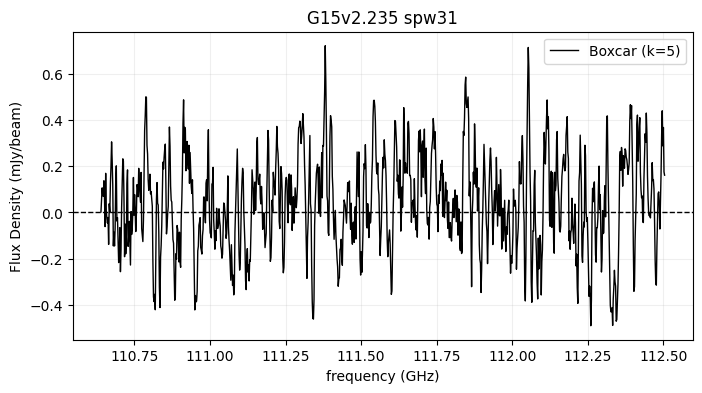 G15v2.235 spw31
Boxcar (k=5)
Flux Density (mJy/beam)
0.6
0.4
0.2
0.0
−0.2
−0.4
110.75 111.00 111.25 111.50 111.75 112.00 112.25 112.50
frequency (GHz)